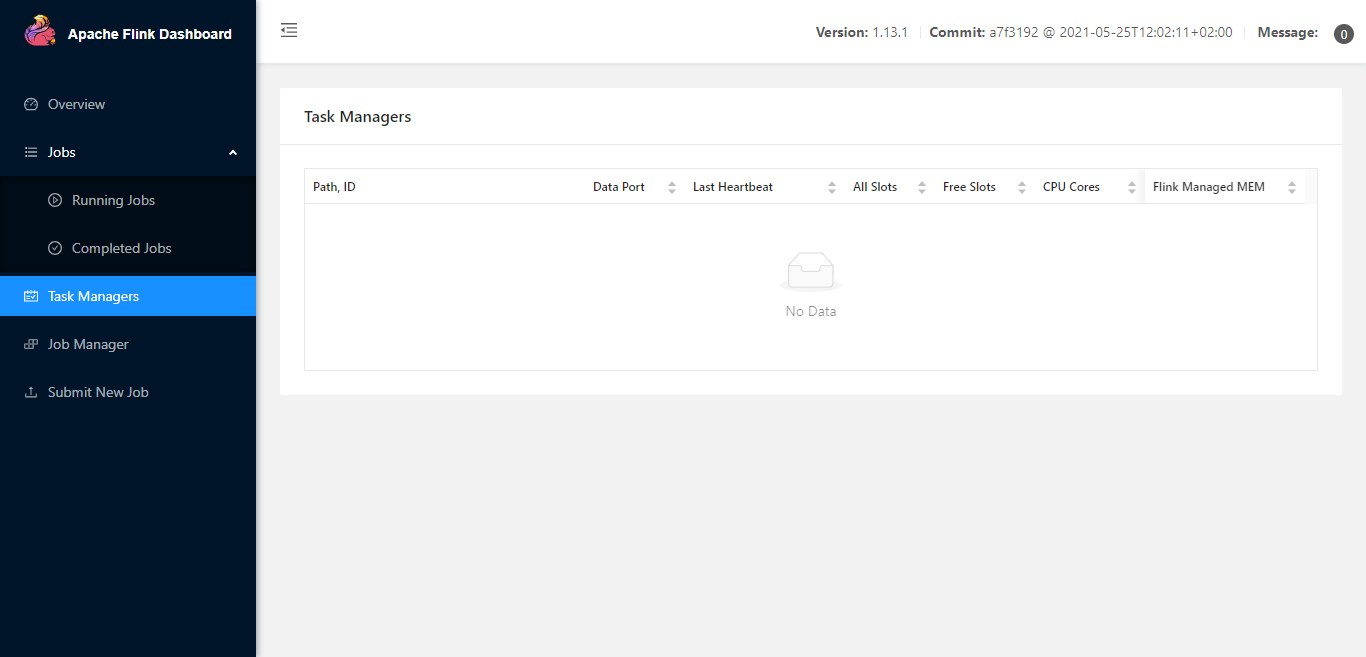 Apache Flink Dashboard
Version: 1.13.1 Commit: a7f3192 @ 2021-05-25T12:02:11+02:00 Message: 0
Overview
Jobs
Running Jobs
Completed Jobs
Task Managers
Job Manager
Submit New Job
Task Managers
Path, ID Data Port Last Heartbeat All Slots Free Slots CPU Cores Flink Managed MEM
No Data